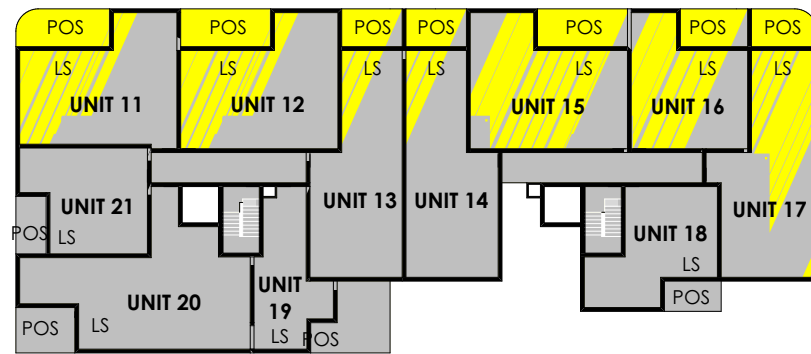 POS
POS
POS
POS
POS
POS
POS
LS
LS
LS
LS
LS
LS
LS
UNIT 11
UNIT 12
UNIT 15
UNIT 16
UNIT 13
UNIT 14
UNIT 17
UNIT 21
POS
LS
UNIT 18
LS
POS
UNIT 20
UNIT
19
LS
POS
LS
POS